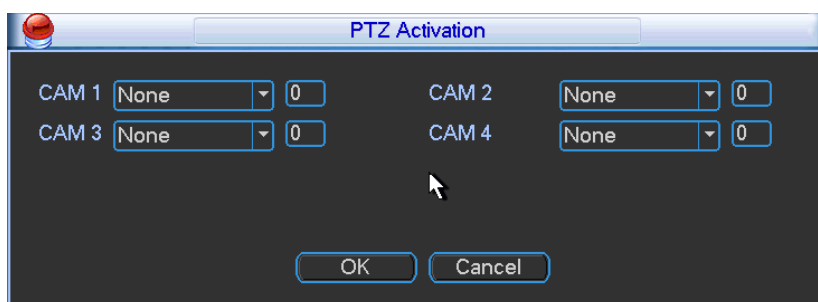 PTZ Activation
CAM 1 None 0 CAM 2 None 0
CAM 3 None 0 CAM 4 None 0
OK Cancel